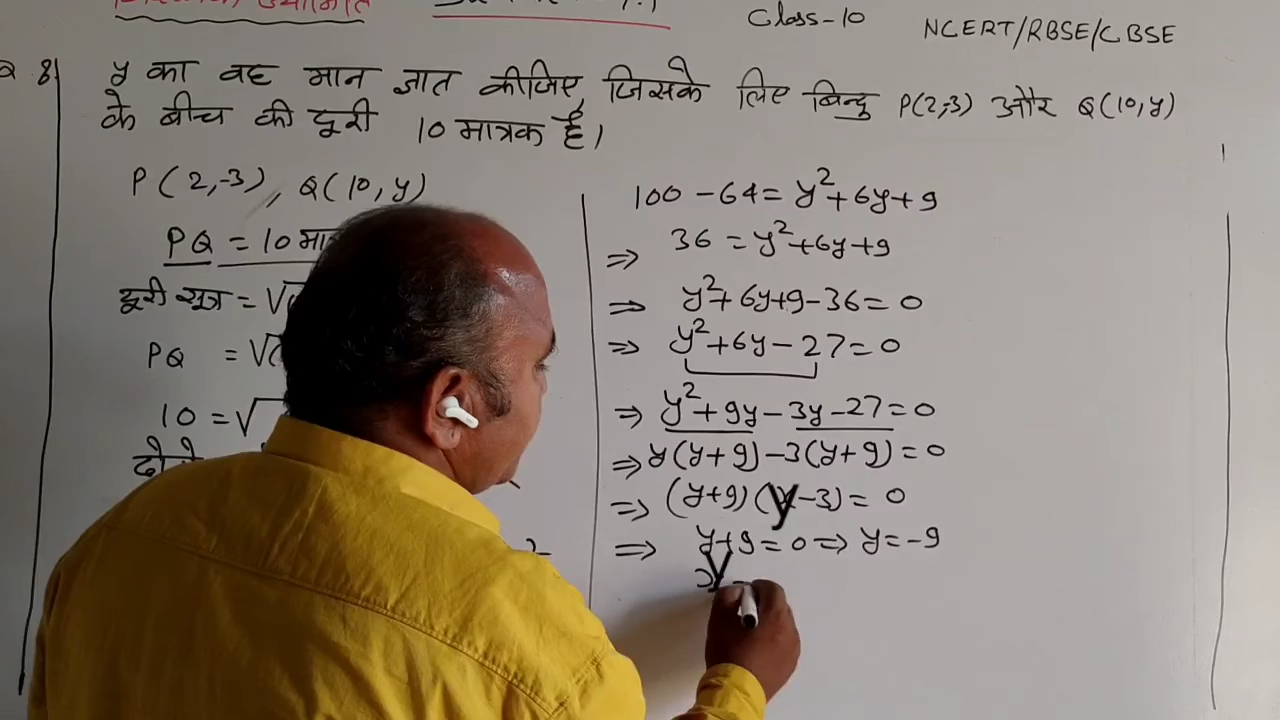 Class-10 NCERT/RBSE/CBSE
Q 8 y का वह मान ज्ञात कीजिए, जिसके लिए बिन्दु P(2,-3) और Q(10,y)
के बीच की दूरी 10 मात्रक है।
P(2,-3), Q(10,y)
PQ = 10
दूरी सूत्र = √
PQ = √
10 = √
100-64=y²+6y+9
⇒ 36=y²+6y+9
⇒ y²+6y+9-36=0
⇒ y²+6y-27=0
⇒ y²+9y-3y-27=0
⇒ y(y+9)-3(y+9)=0
⇒ (y+9)(y-3)=0
⇒ y+9=0⇒y=-9
y